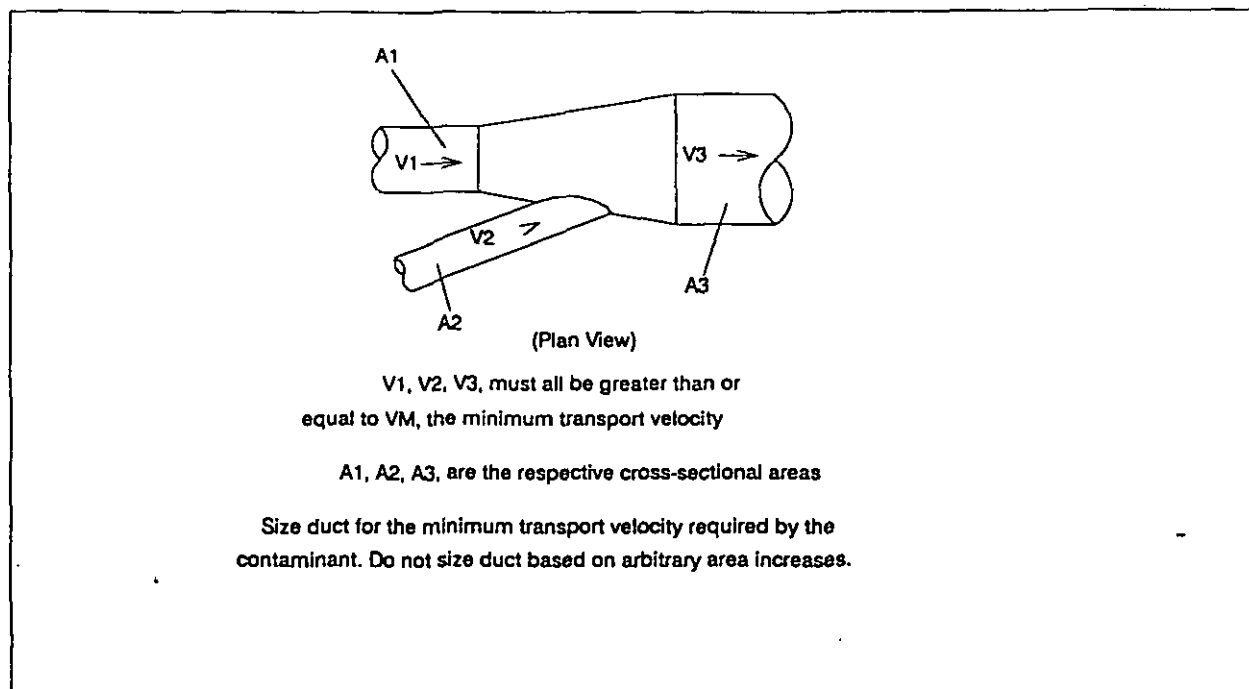 A1
V1
V3
V2
A3
A2
(Plan View)
V1, V2, V3, must all be greater than or
equal to VM, the minimum transport velocity
A1, A2, A3, are the respective cross-sectional areas
Size duct for the minimum transport velocity required by the
contaminant. Do not size duct based on arbitrary area increases.